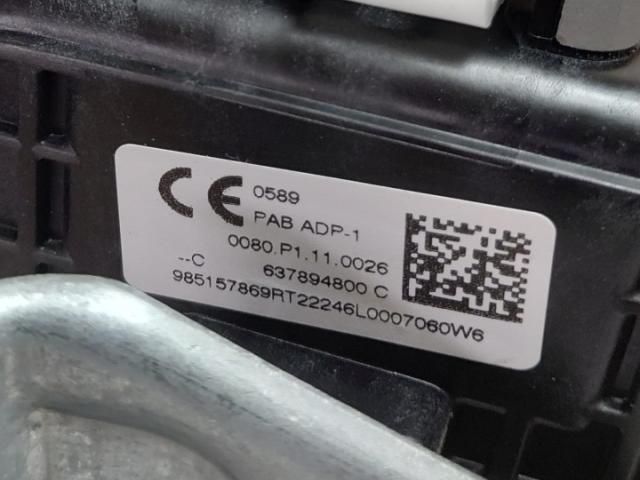 CE 0589
PAB ADP-1
0080.P1.11.0026
--C 637894800 C
985157869RT22246L0007060W6